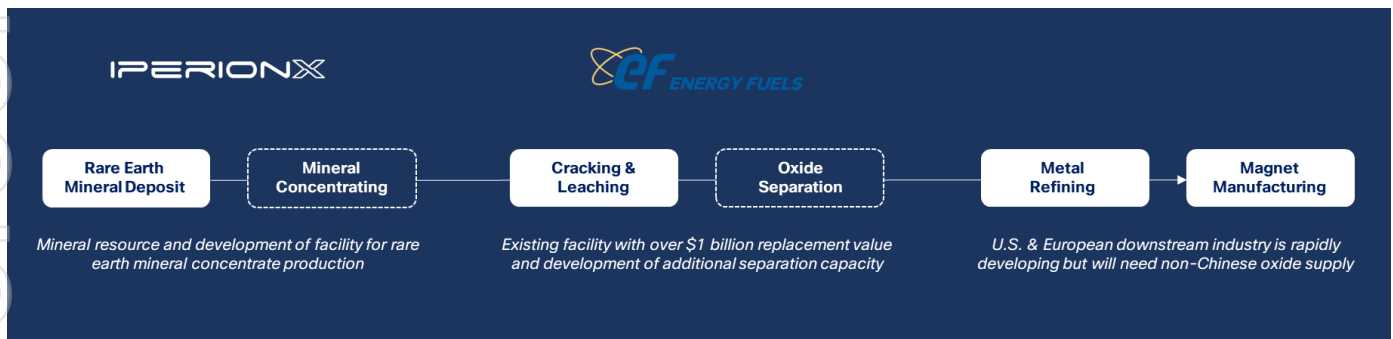 IPERIONX
eF ENERGY FUELS
Rare Earth
Mineral Deposit
Mineral
Concentrating
Cracking &
Leaching
Oxide
Separation
Metal
Refining
Magnet
Manufacturing
Mineral resource and development of facility for rare
earth mineral concentrate production
Existing facility with over $1 billion replacement value
and development of additional separation capacity
U.S. & European downstream industry is rapidly
developing but will need non-Chinese oxide supply